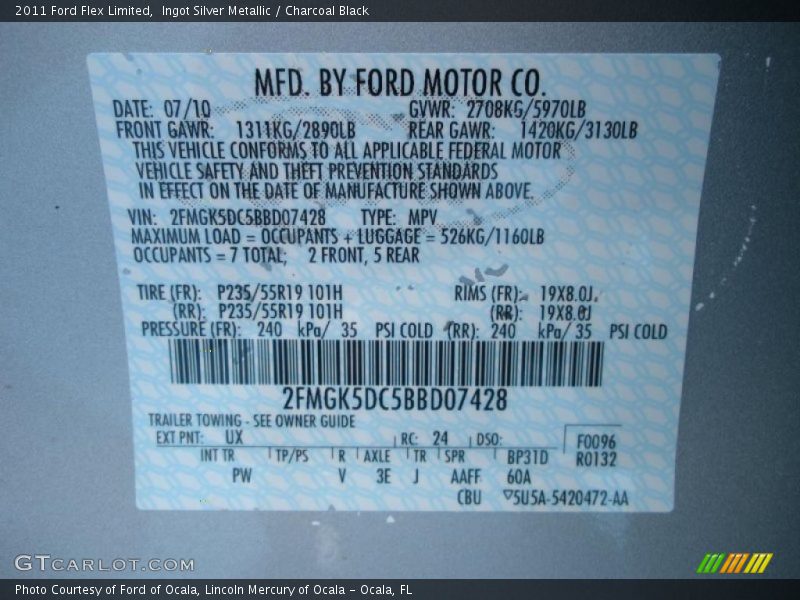 2011 Ford Flex Limited,  Ingot Silver Metallic / Charcoal Black
MFD. BY FORD MOTOR CO.
DATE: 07/10 GVWR: 2708KG/5970LB
FRONT GAWR: 1311KG/2890LB REAR GAWR: 1420KG/3130LB
THIS VEHICLE CONFORMS TO ALL APPLICABLE FEDERAL MOTOR
VEHICLE SAFETY AND THEFT PREVENTION STANDARDS
IN EFFECT ON THE DATE OF MANUFACTURE SHOWN ABOVE.
VIN: 2FMGK5DC5BBD07428 TYPE: MPV
MAXIMUM LOAD = OCCUPANTS + LUGGAGE = 526KG/1160LB
OCCUPANTS = 7 TOTAL; 2 FRONT, 5 REAR
TIRE (FR): P235/55R19 101H RIMS (FR): 19X8.0J
(RR): P235/55R19 101H (RR): 19X8.0J
PRESSURE (FR): 240 kPa/ 35 PSI COLD (RR): 240 kPa/ 35 PSI COLD
2FMGK5DC5BBD07428
TRAILER TOWING - SEE OWNER GUIDE
EXT PNT: UX RC: 24 DSO: F0096
INT TR TP/PS R AXLE TR SPR BP31D R0132
PW V 3E J AAFF 60A
CBU 5U5A-5420472-AA
GTCARLOT.COM
Photo Courtesy of Ford of Ocala, Lincoln Mercury of Ocala - Ocala, FL